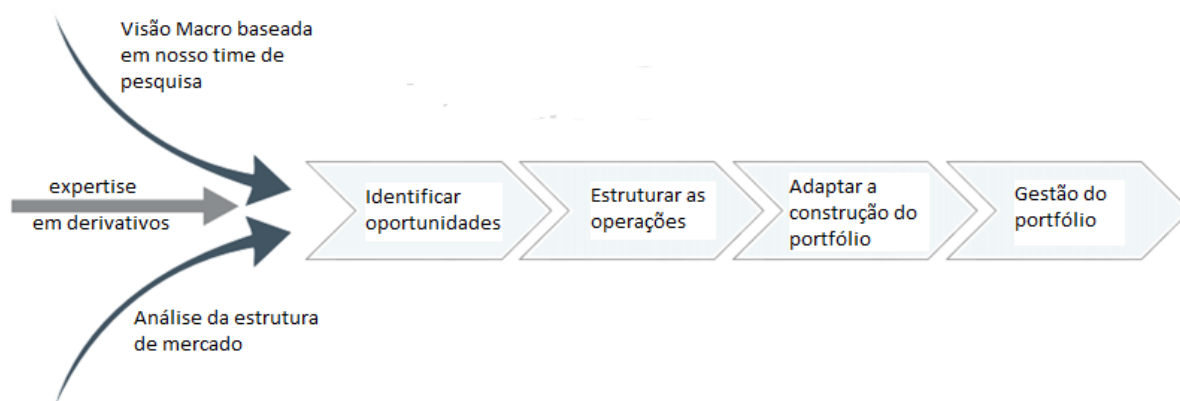 Visão Macro baseada
em nosso time de
pesquisa
expertise
em derivativos
Análise da estrutura
de mercado
Identificar
oportunidades
Estruturar as
operações
Adaptar a
construção do
portfólio
Gestão do
portfólio